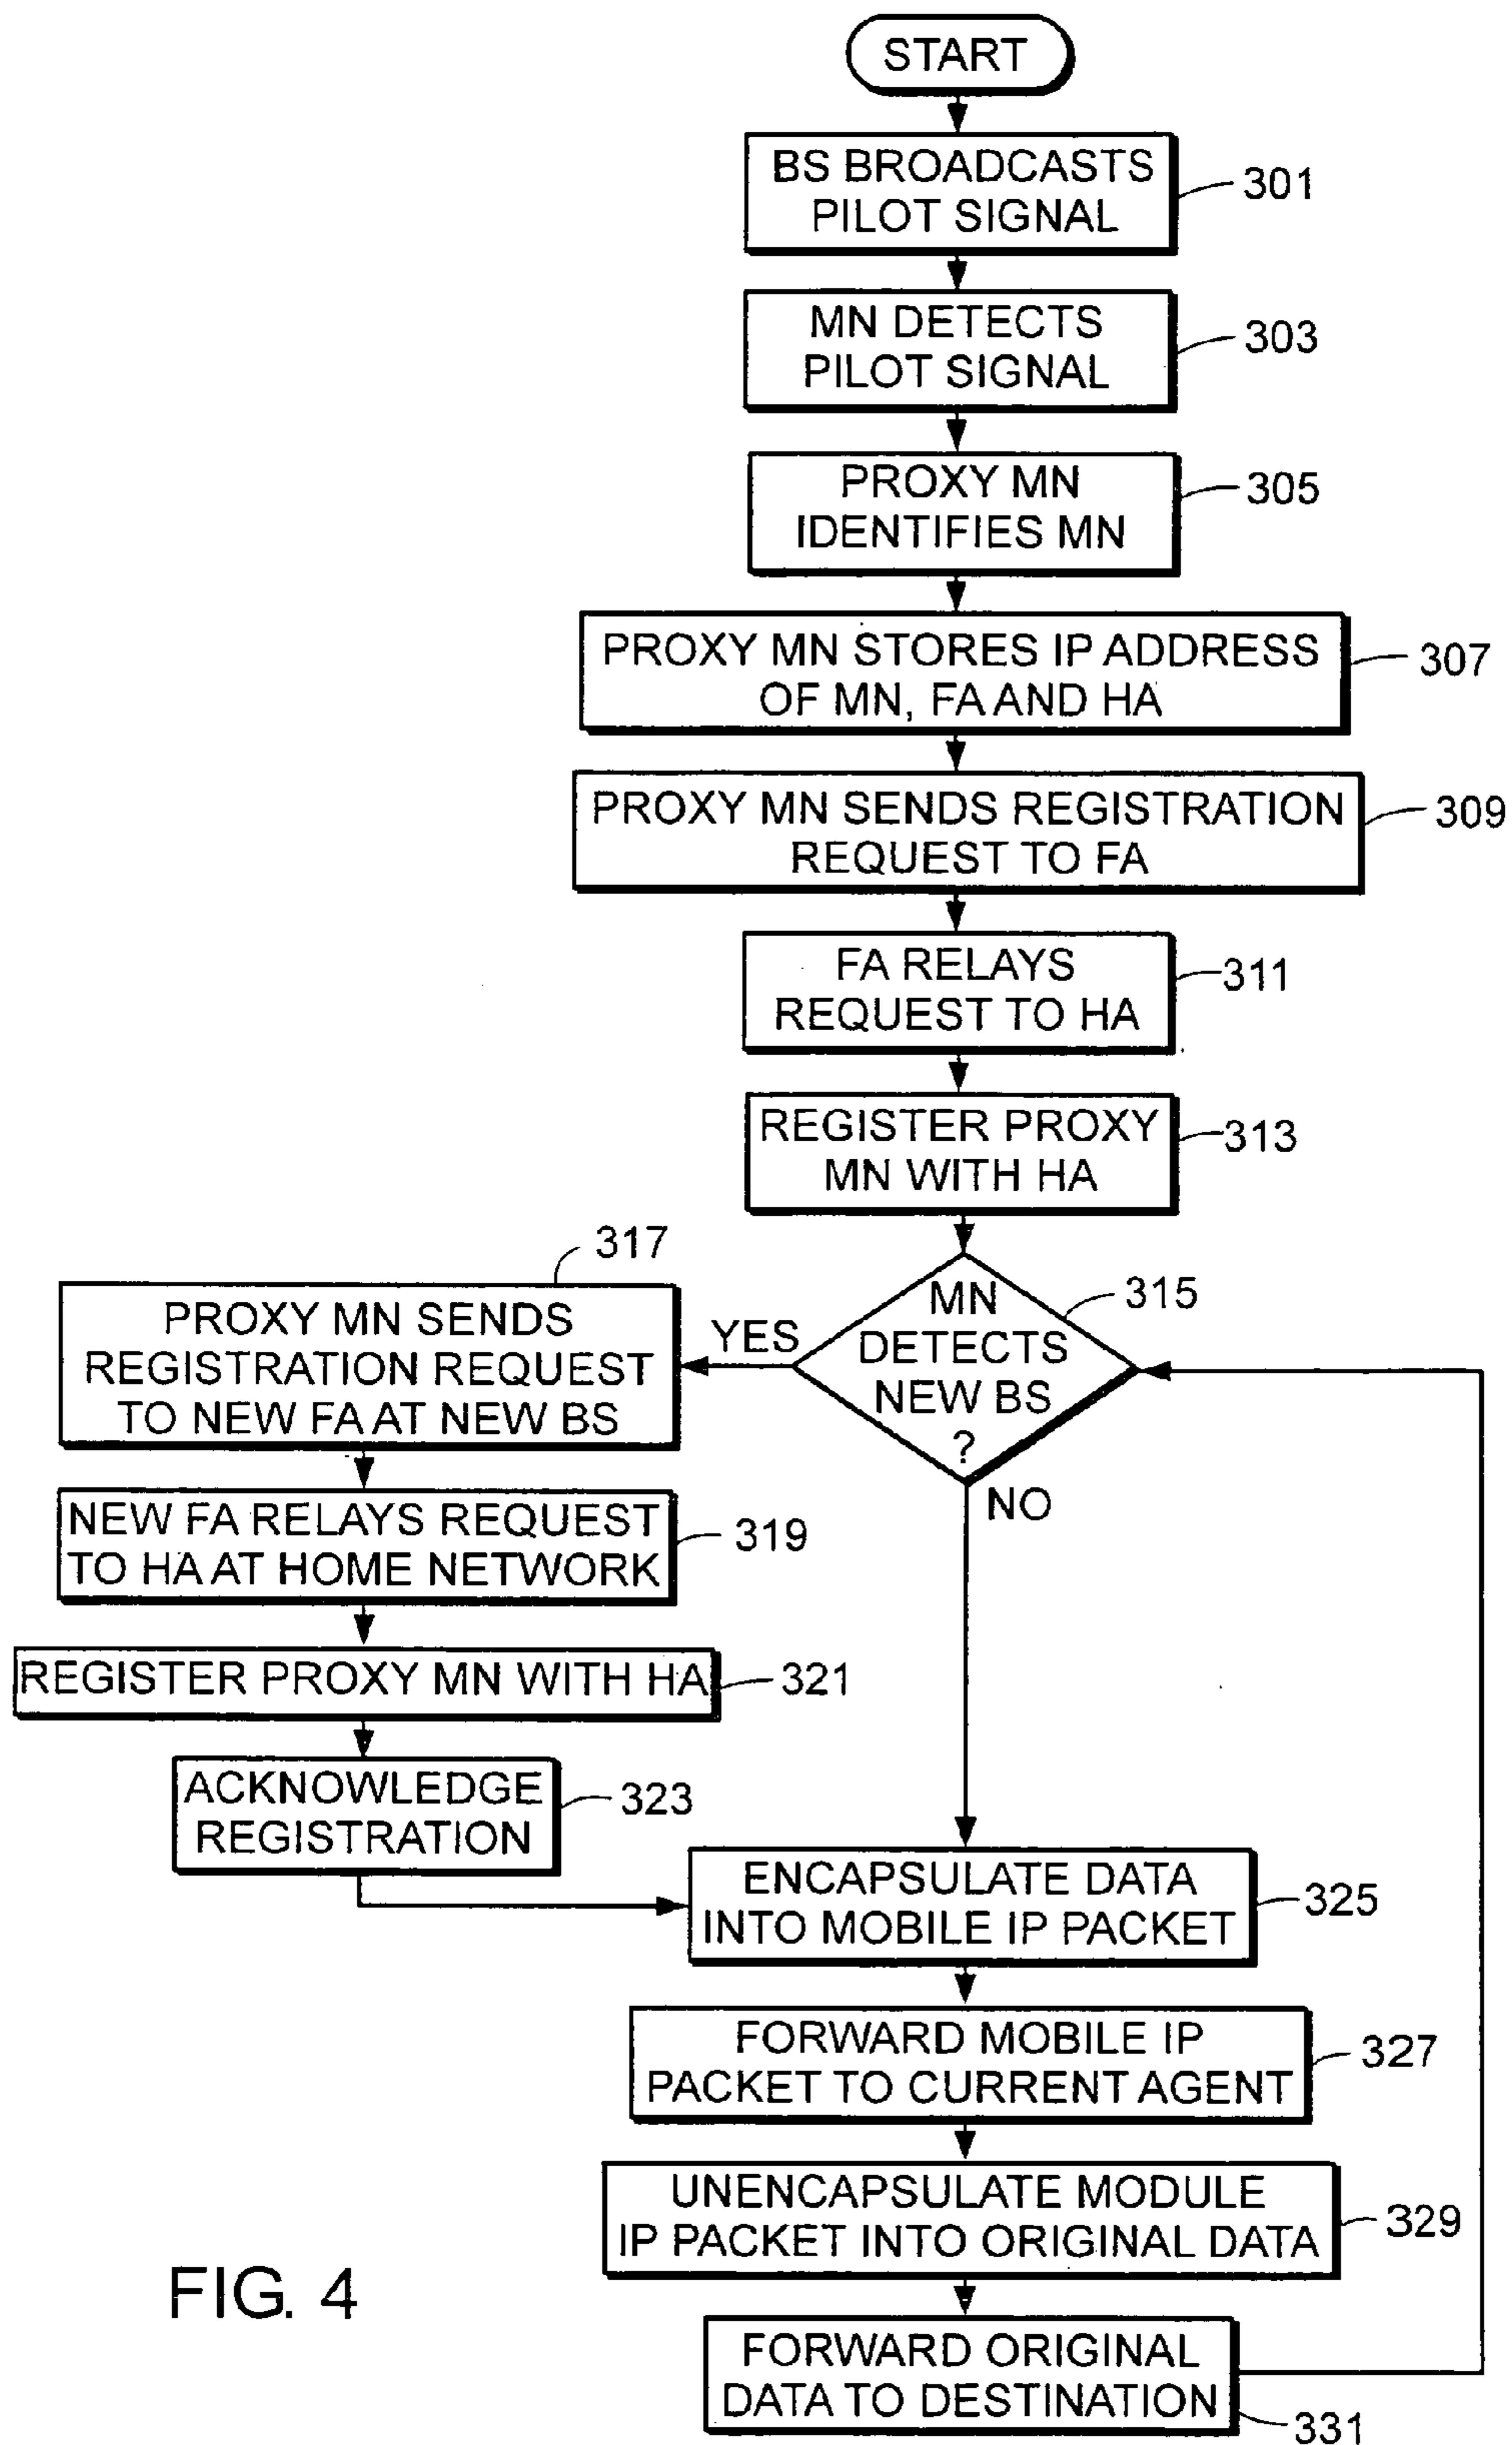 START
BS BROADCASTS
PILOT SIGNAL
301
MN DETECTS
PILOT SIGNAL
303
PROXY MN
IDENTIFIES MN
305
PROXY MN STORES IP ADDRESS
OF MN, FA AND HA
307
PROXY MN SENDS REGISTRATION
REQUEST TO FA
309
FA RELAYS
REQUEST TO HA
311
REGISTER PROXY
MN WITH HA
313
MN
DETECTS
NEW BS
?
315
YES
NO
317
PROXY MN SENDS
REGISTRATION REQUEST
TO NEW FA AT NEW BS
NEW FA RELAYS REQUEST
TO HA AT HOME NETWORK
319
REGISTER PROXY MN WITH HA
321
ACKNOWLEDGE
REGISTRATION
323
ENCAPSULATE DATA
INTO MOBILE IP PACKET
325
FORWARD MOBILE IP
PACKET TO CURRENT AGENT
327
UNENCAPSULATE MODULE
IP PACKET INTO ORIGINAL DATA
329
FORWARD ORIGINAL
DATA TO DESTINATION
331
FIG. 4